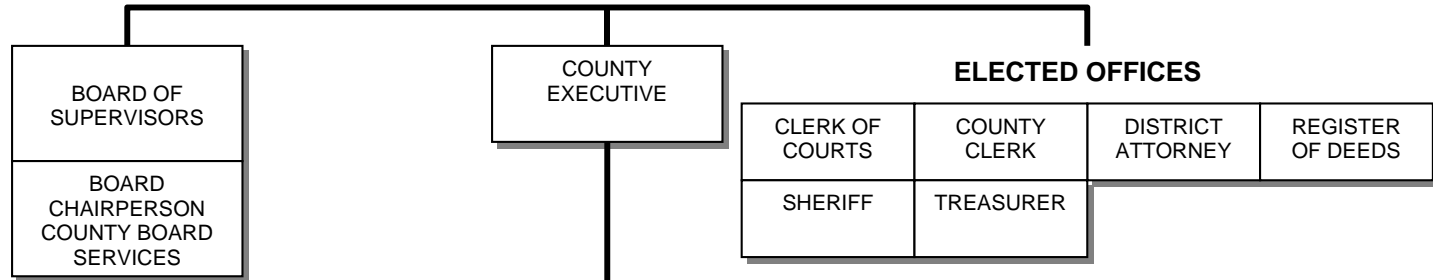 BOARD OF
SUPERVISORS
BOARD
CHAIRPERSON
COUNTY BOARD
SERVICES
COUNTY
EXECUTIVE
ELECTED OFFICES
CLERK OF
COURTS
COUNTY
CLERK
DISTRICT
ATTORNEY
REGISTER
OF DEEDS
SHERIFF
TREASURER